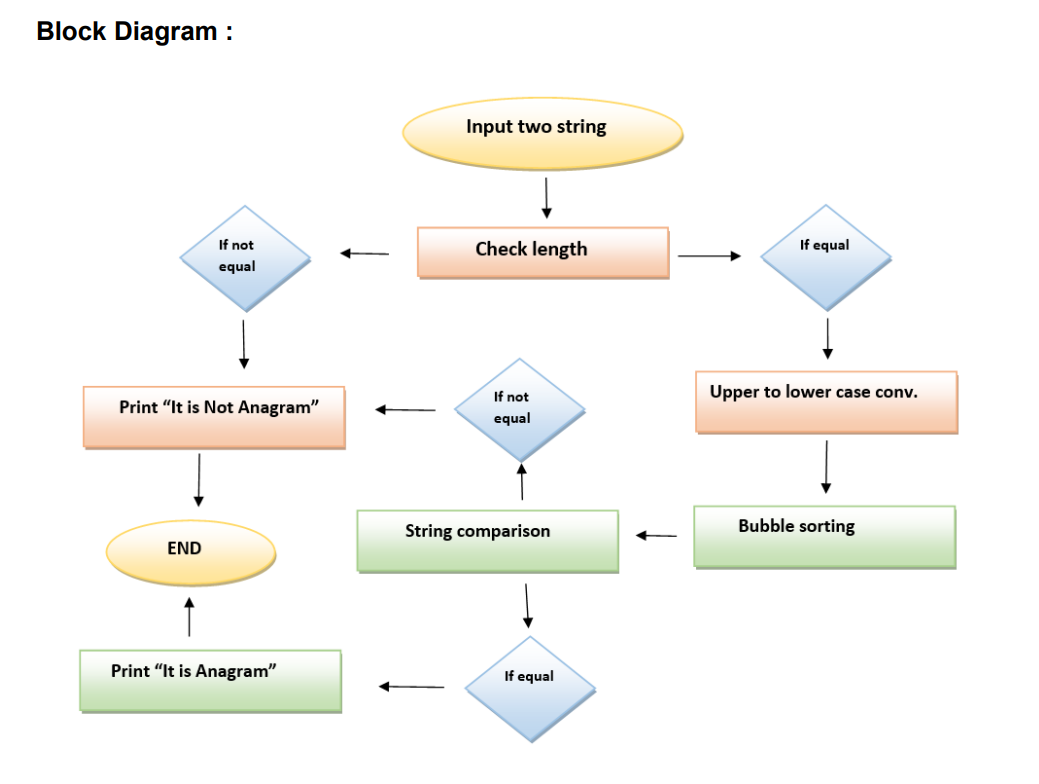 Block Diagram :
Input two string
Check length
If not
equal
If equal
Print “It is Not Anagram”
If not
equal
Upper to lower case conv.
END
String comparison
Bubble sorting
Print “It is Anagram”
If equal